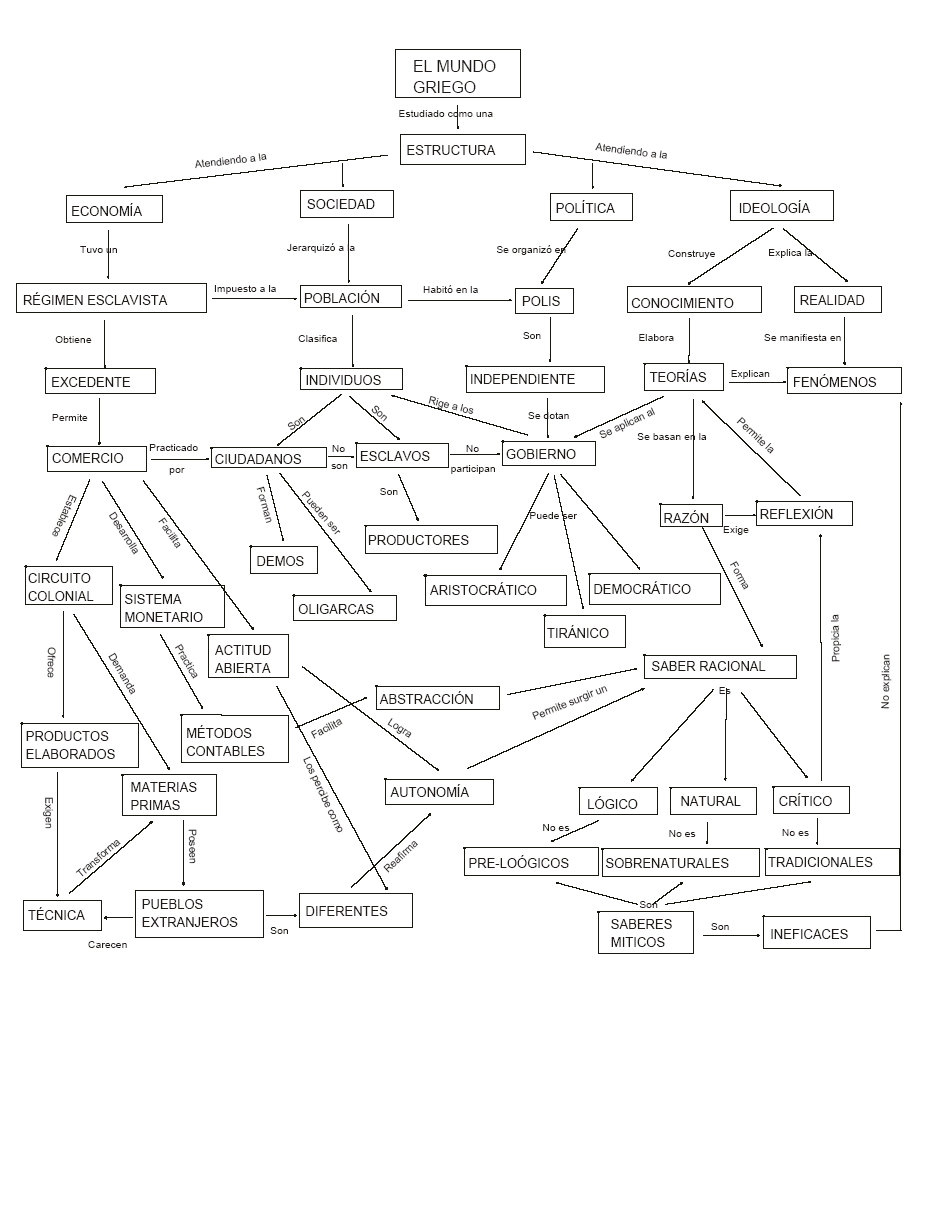 EL MUNDO
GRIEGO
Estudiado como una
ESTRUCTURA
Atendiendo a la
Atendiendo a la
ECONOMÍA
SOCIEDAD
POLÍTICA
IDEOLOGÍA
Tuvo un
Jerarquizó a la
Se organizó en
Construye
Explica la
RÉGIMEN ESCLAVISTA
Impuesto a la
POBLACIÓN
Habitó en la
POLIS
CONOCIMIENTO
REALIDAD
Obtiene
Clasifica
Son
Elabora
Se manifiesta en
EXCEDENTE
INDIVIDUOS
INDEPENDIENTE
TEORÍAS
Explican
FENÓMENOS
Permite
Son
Son
Rige a los
Se dotan
Se aplican al
Se basan en la
Permite la
COMERCIO
Practicado
por
CIUDADANOS
No
son
ESCLAVOS
No
participan
GOBIERNO
Establece
Desarrolla
Facilita
Forman
Pueden ser
Son
Puede ser
RAZÓN
Exige
REFLEXIÓN
DEMOS
PRODUCTORES
Forma
CIRCUITO
COLONIAL
SISTEMA
MONETARIO
OLIGARCAS
ARISTOCRÁTICO
DEMOCRÁTICO
TIRÁNICO
ACTITUD
ABIERTA
Ofrece
Demanda
Practica
SABER RACIONAL
Propicia la
No explican
ABSTRACCIÓN
Es
Permite surgir un
PRODUCTOS
ELABORADOS
MÉTODOS
CONTABLES
Facilita
Logra
Los percibe como
MATERIAS
PRIMAS
AUTONOMÍA
LÓGICO
NATURAL
CRÍTICO
Exigen
Transforma
Poseen
Reafirma
No es
No es
No es
PRE-LOÓGICOS
SOBRENATURALES
TRADICIONALES
TÉCNICA
PUEBLOS
EXTRANJEROS
DIFERENTES
Son
Carecen
Son
SABERES
MITICOS
Son
INEFICACES